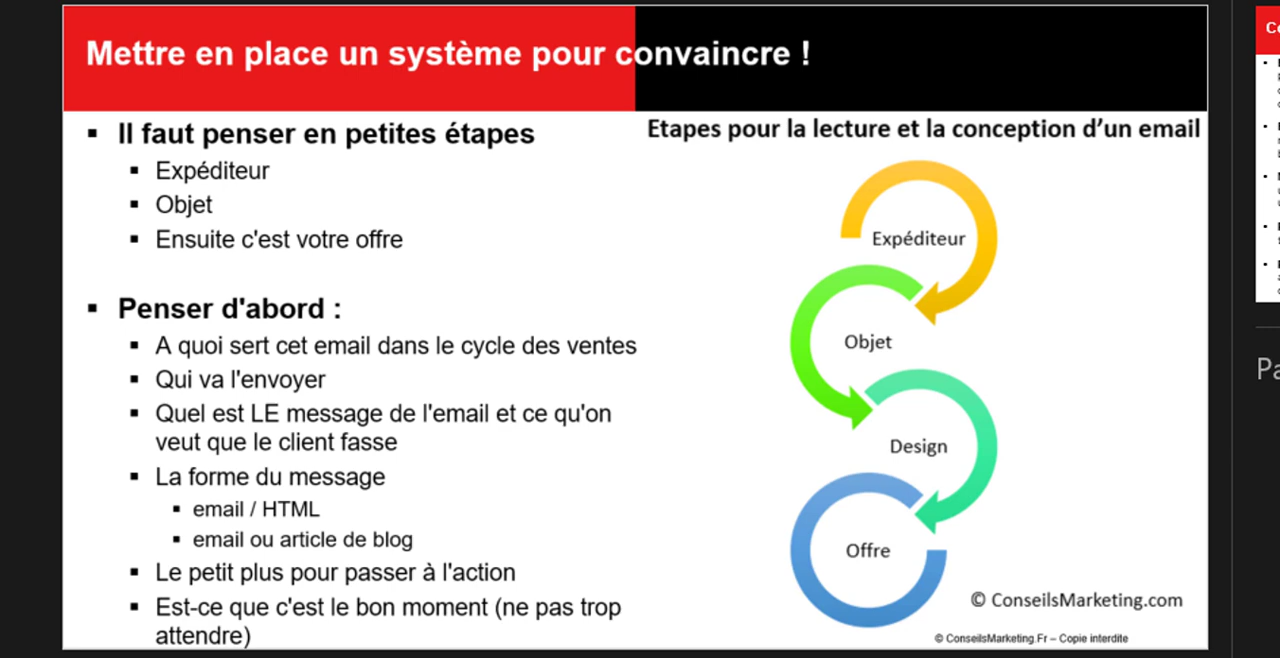 Mettre en place un système pour convaincre !
Il faut penser en petites étapes
Expéditeur
Objet
Ensuite c'est votre offre
Penser d'abord :
A quoi sert cet email dans le cycle des ventes
Qui va l'envoyer
Quel est LE message de l'email et ce qu'on
veut que le client fasse
La forme du message
email / HTML
email ou article de blog
Le petit plus pour passer à l'action
Est-ce que c'est le bon moment (ne pas trop
attendre)
Etapes pour la lecture et la conception d'un email
Expéditeur
Objet
Design
Offre
© ConseilsMarketing.com
© ConseilsMarketing.Fr – Copie interdite